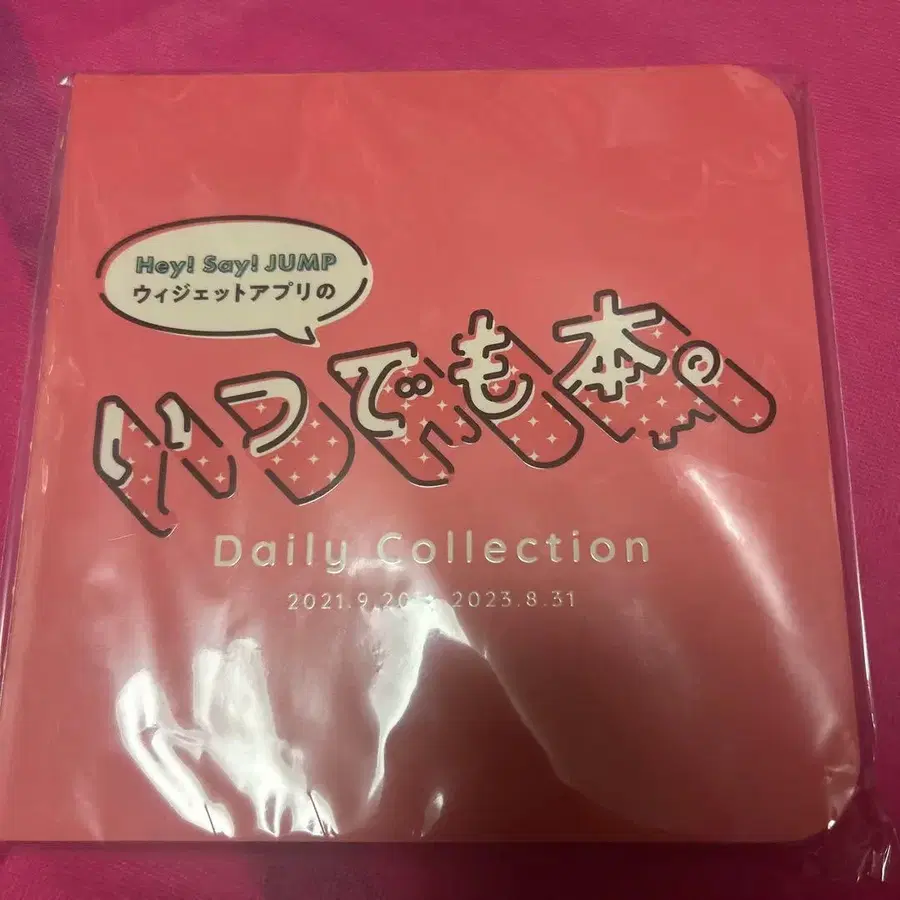 Hey! Say! JUMP
ウィジェットアプリの
いつでも本。
Daily Collection
2021.9.20 2023.8.31